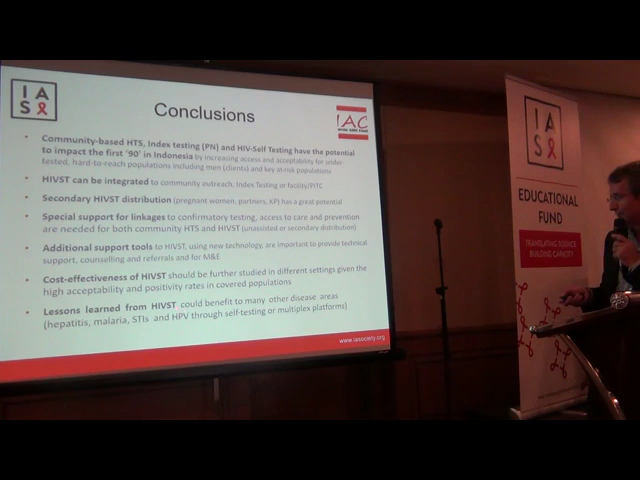 IAS
Conclusions
IAC
• Community-based HTS, Index testing (PN) and HIV-Self Testing have the potential
to impact the first '90' in Indonesia by increasing access and acceptability for under-
tested, hard-to-reach populations including men (clients) and key at-risk populations
• HIVST can be integrated to community outreach, Index Testing or facility/PITC
• Secondary HIVST distribution (pregnant women, partners, KP) has a great potential
• Special support for linkages to confirmatory testing, access to care and prevention
are needed for both community HTS and HIVST (unassisted or secondary distribution)
• Additional support tools to HIVST, using new technology, are important to provide technical
support, counselling and referrals and for M&E
• Cost-effectiveness of HIVST should be further studied in different settings given the
high acceptability and positivity rates in covered populations
• Lessons learned from HIVST could benefit to many other disease areas
(hepatitis, malaria, STIs and HPV through self-testing or multiplex platforms)
www.iasociety.org
IAS
EDUCATIONAL
FUND
TRANSLATING SCIENCE
BUILDING CAPACITY